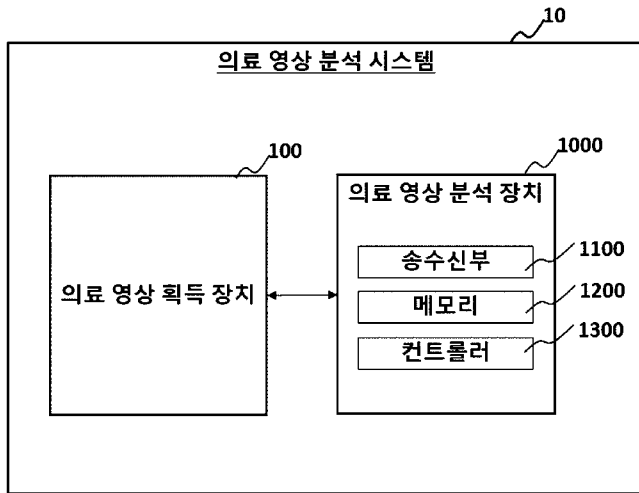 10
의료 영상 분석 시스템
100
의료 영상 획득 장치
1000
의료 영상 분석 장치
송수신부
1100
메모리
1200
컨트롤러
1300